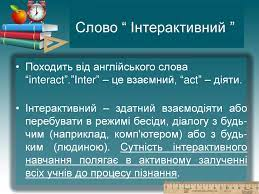 Слово “ Інтерактивний ”
• Походить від англійського слова
“interact”.”Inter” – це взаємний, “act” – діяти.
• Інтерактивний – здатний взаємодіяти або
перебувати в режимі бесіди, діалогу з будь-
чим (наприклад, комп'ютером) або з будь-
ким (людиною). Сутність інтерактивного
навчання полягає в активному залученні
всіх учнів до процесу пізнання.